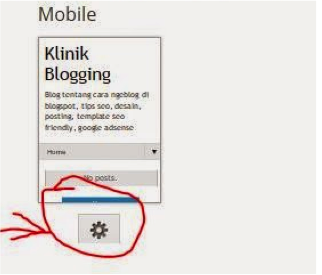 Mobile
Klinik
Blogging
Blog tentang cara ngeblog di
blogspot, tips seo, desain,
posting, template seo
friendly, google adsense
Home
No posts.